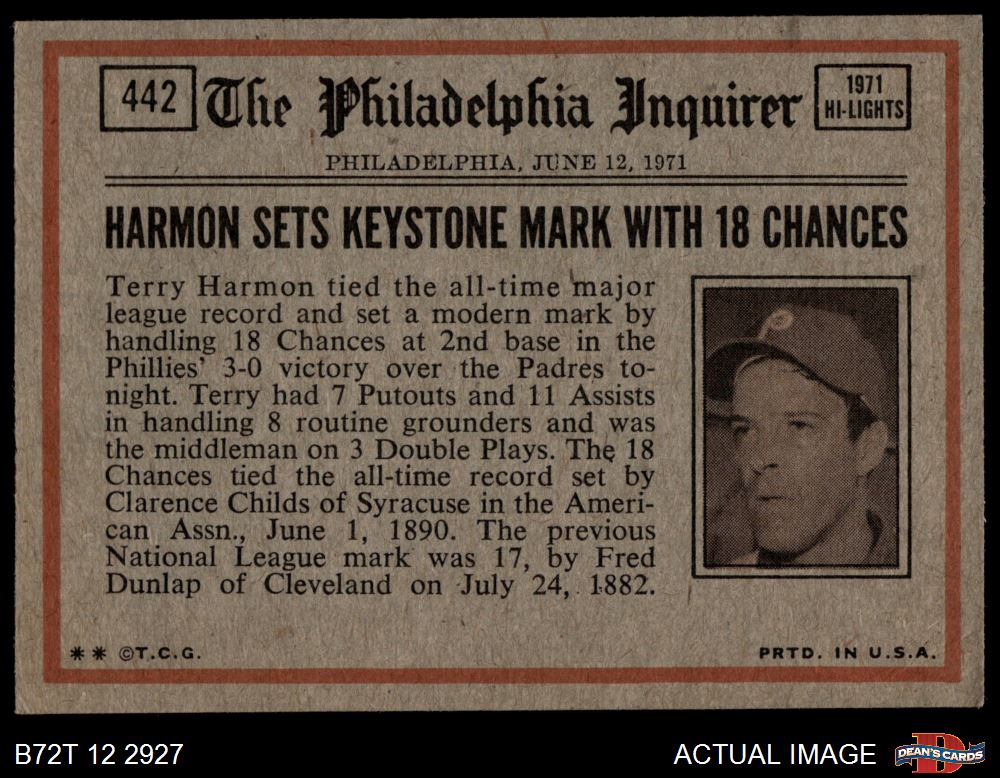 442
The Philadelphia Inquirer
1971
HI-LIGHTS
PHILADELPHIA, JUNE 12, 1971
HARMON SETS KEYSTONE MARK WITH 18 CHANCES
Terry Harmon tied the all-time major
league record and set a modern mark by
handling 18 Chances at 2nd base in the
Phillies' 3-0 victory over the Padres to-
night. Terry had 7 Putouts and 11 Assists
in handling 8 routine grounders and was
the middleman on 3 Double Plays. The 18
Chances tied the all-time record set by
Clarence Childs of Syracuse in the Ameri-
can Assn., June 1, 1890. The previous
National League mark was 17, by Fred
Dunlap of Cleveland on July 24, 1882.
P
** ©T.C.G.
PRTD. IN U.S.A.
B72T 12 2927
ACTUAL IMAGE
D
DEAN'S CARDS